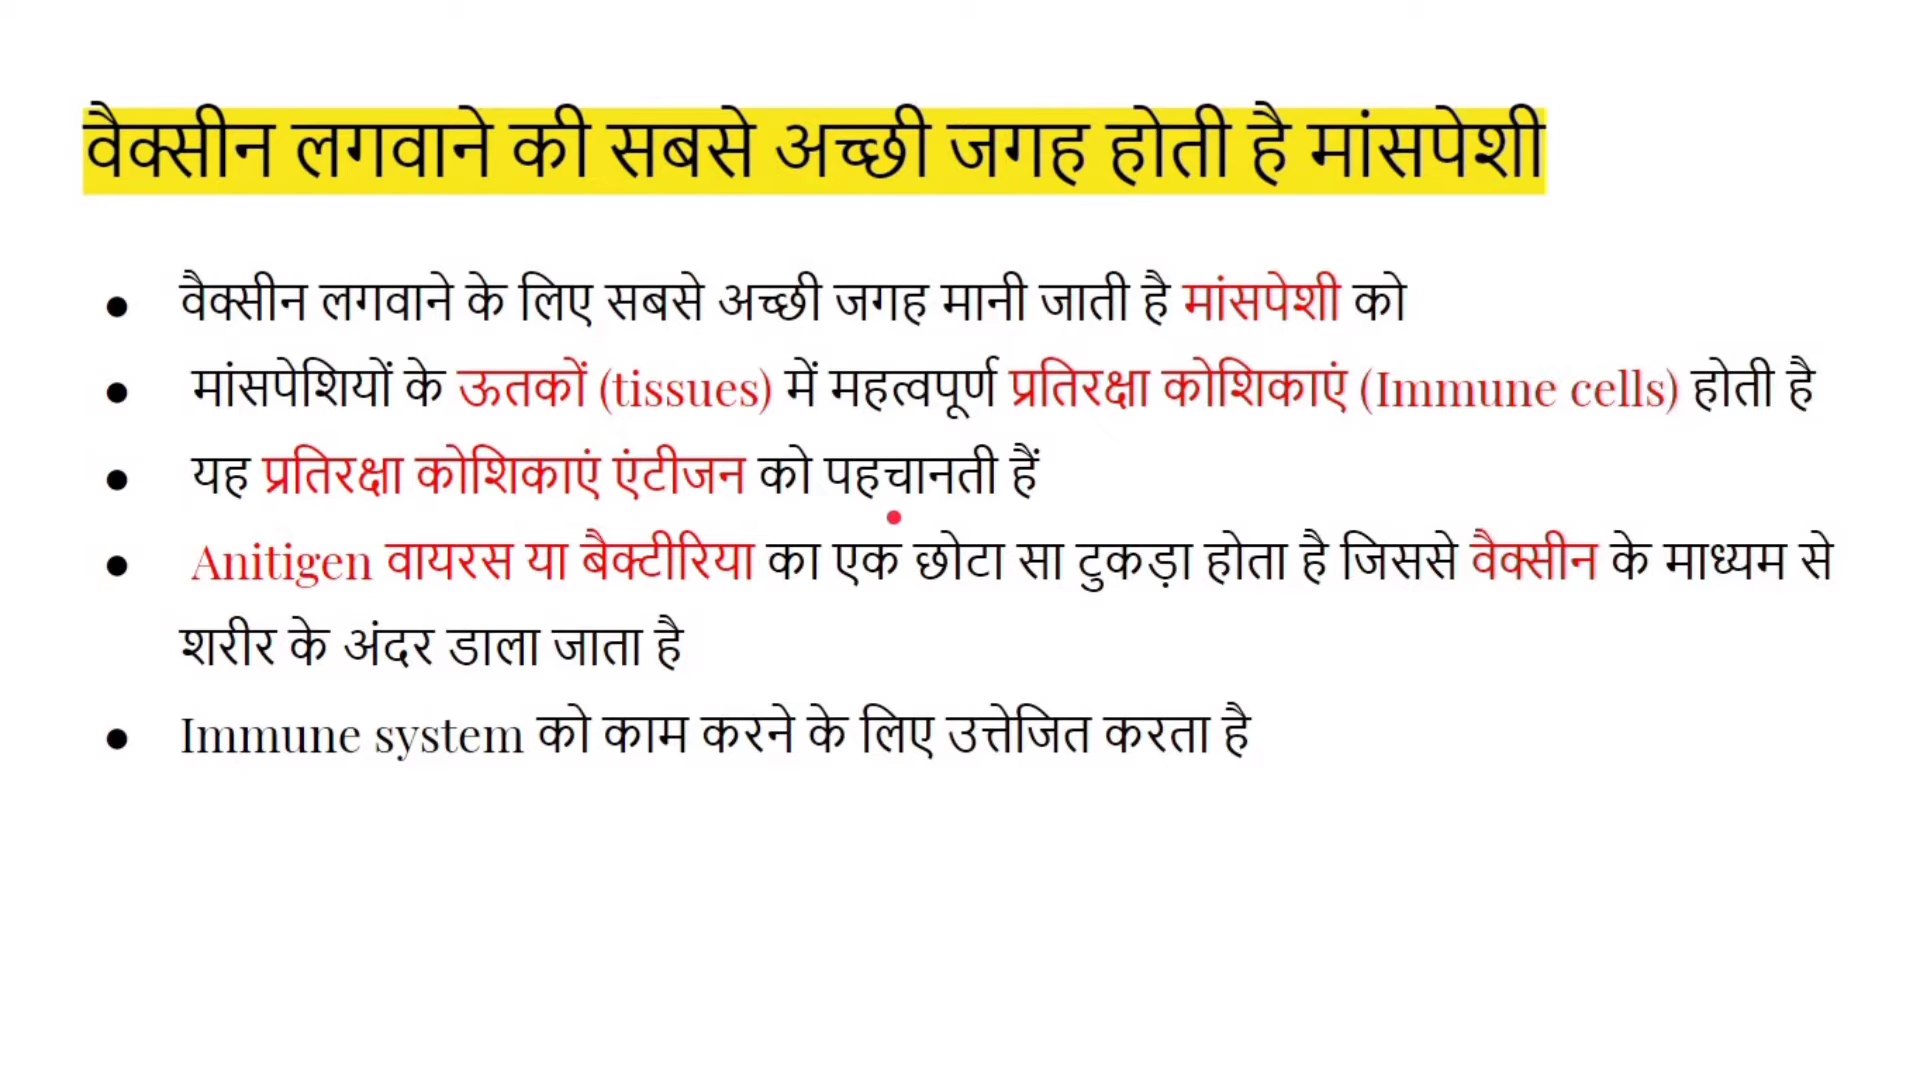 वैक्सीन लगवाने की सबसे अच्छी जगह होती है मांसपेशी
● वैक्सीन लगवाने के लिए सबसे अच्छी जगह मानी जाती है मांसपेशी को
● मांसपेशियों के ऊतकों (tissues) में महत्वपूर्ण प्रतिरक्षा कोशिकाएं (Immune cells) होती है
● यह प्रतिरक्षा कोशिकाएं एंटीजन को पहचानती हैं
● Anitigen वायरस या बैक्टीरिया का एक छोटा सा टुकड़ा होता है जिससे वैक्सीन के माध्यम से
शरीर के अंदर डाला जाता है
● Immune system को काम करने के लिए उत्तेजित करता है